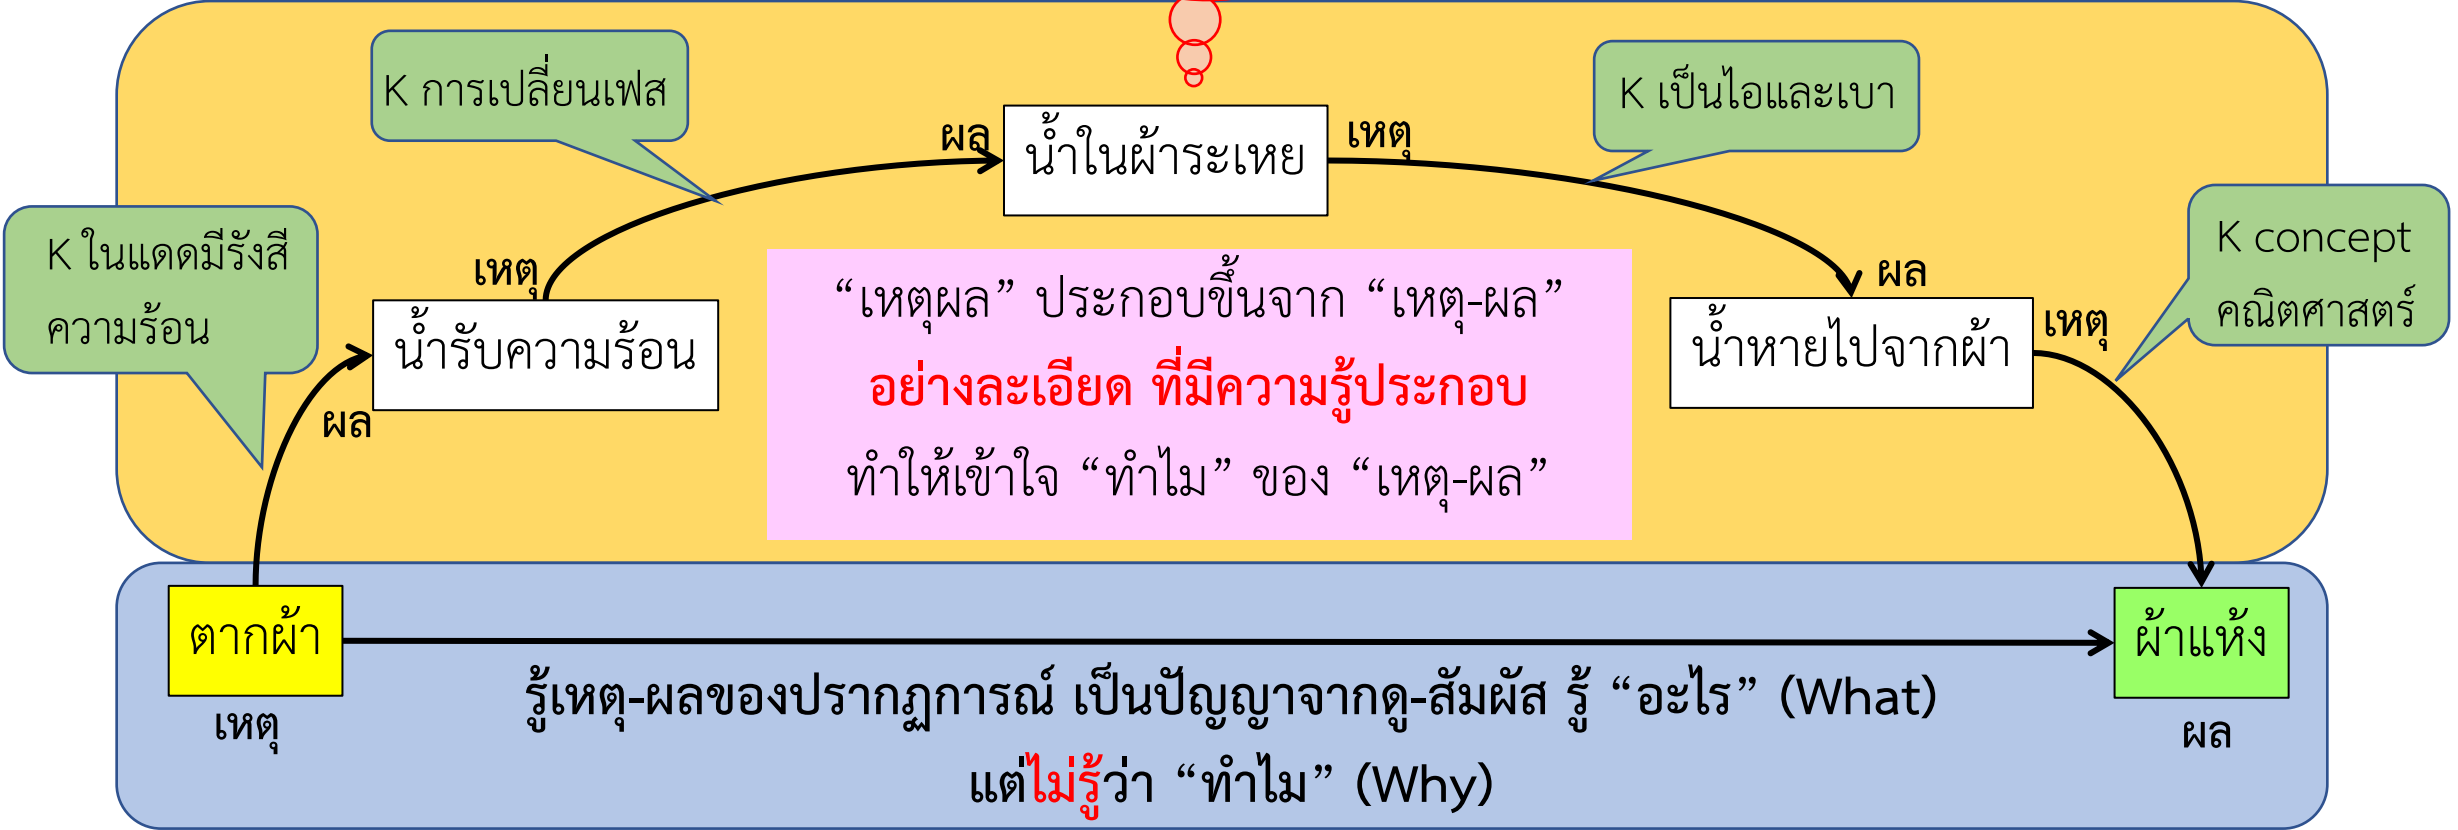 K การเปลี่ยนเฟส
K เป็นไอและเบา
ผล
น้ำในผ้าระเหย
เหตุ
K ในแดดมีรังสี
ความร้อน
K concept
คณิตศาสตร์
เหตุ
น้ำรับความร้อน
ผล
“เหตุผล” ประกอบขึ้นจาก “เหตุ-ผล”
อย่างละเอียด ที่มีความรู้ประกอบ
ทำให้เข้าใจ “ทำไม” ของ “เหตุ-ผล”
ผล
น้ำหายไปจากผ้า
เหตุ
ตากผ้า
เหตุ
ผ้าแห้ง
ผล
รู้เหตุ-ผลของปรากฏการณ์ เป็นปัญญาจากดู-สัมผัส รู้ “อะไร” (What)
แต่ไม่รู้ว่า “ทำไม” (Why)